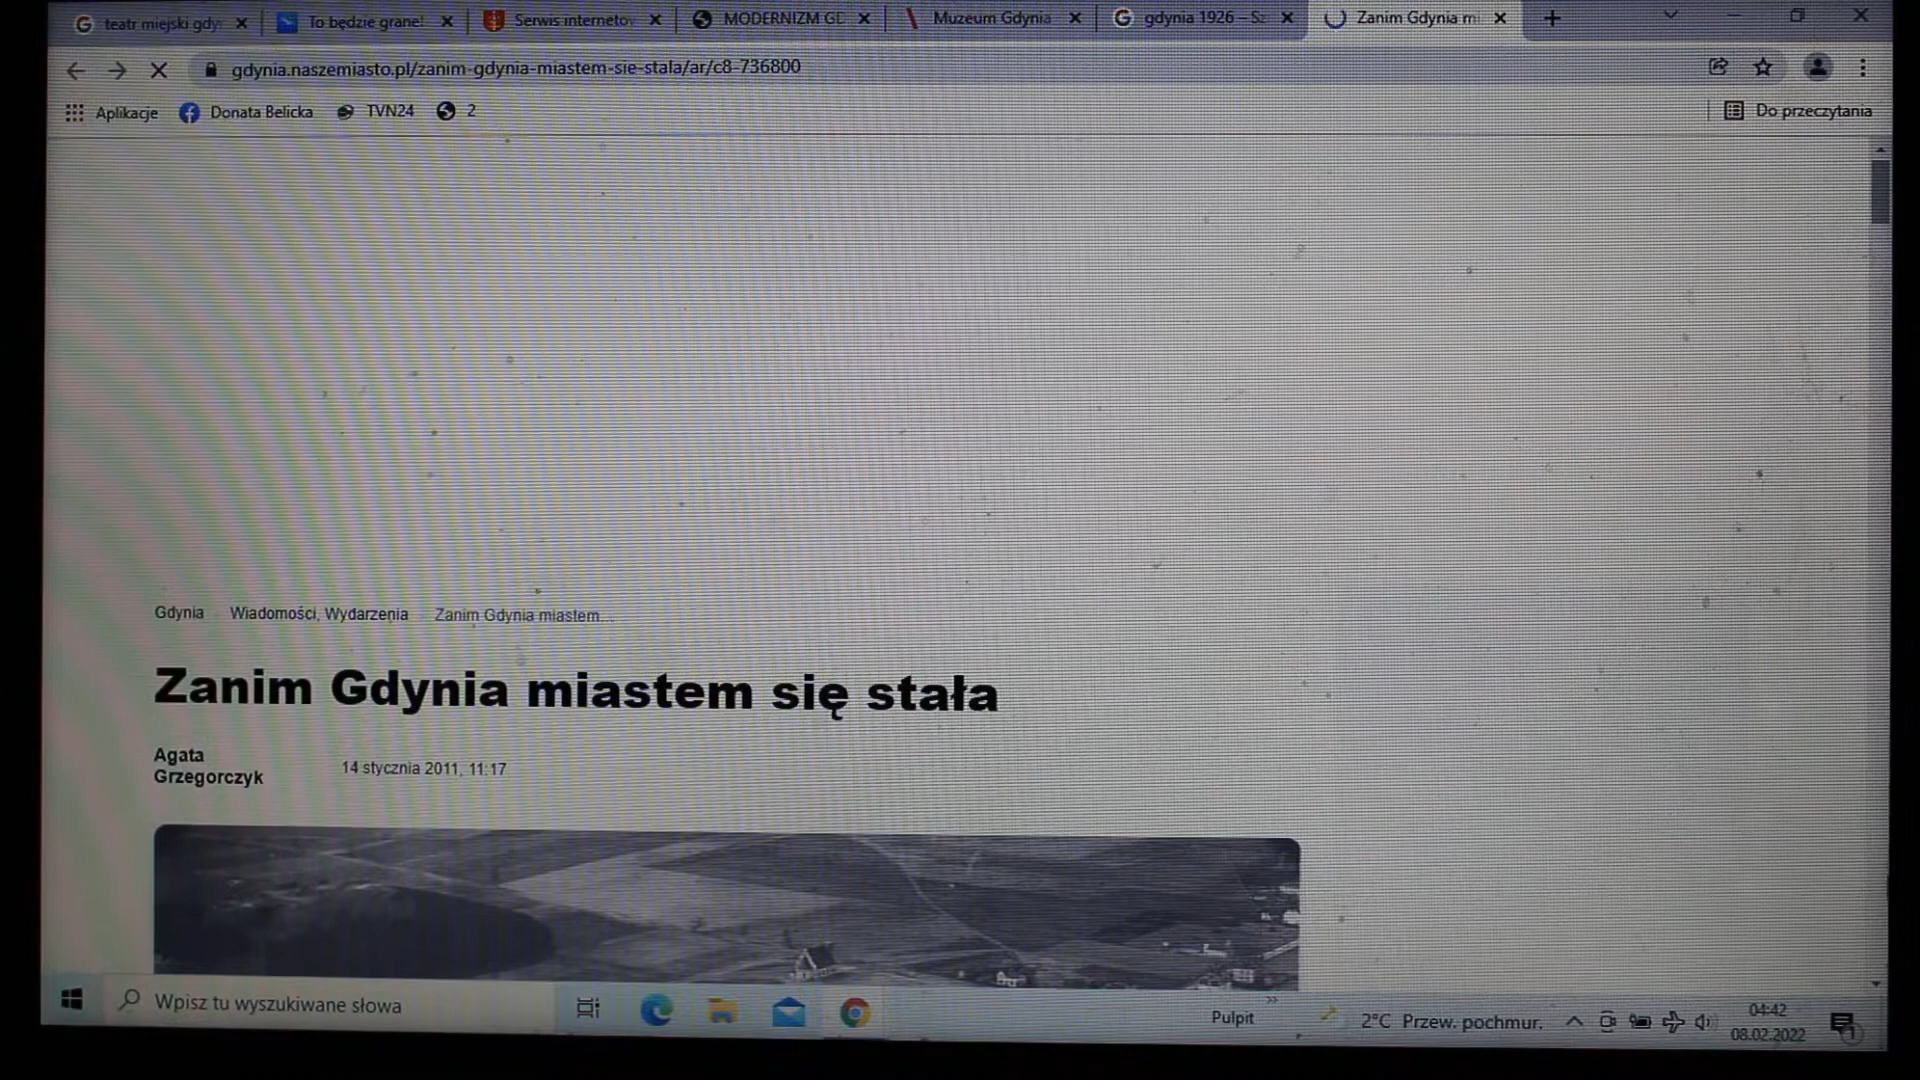 teatr miejski gdy
To będzie grane!
Serwis internetov
MODERNIZM GD
Muzeum Gdynia
gdynia 1926 – Sz
Zanim Gdynia mi
gdynia.naszemiasto.pl/zanim-gdynia-miastem-sie-stala/ar/c8-736800
Aplikacje
Donata Belicka
TVN24
2
Do przeczytania
Gdynia
Wiadomości, Wydarzenia
Zanim Gdynia miastem...
Zanim Gdynia miastem się stała
Agata
Grzegorczyk
14 stycznia 2011, 11:17
Wpisz tu wyszukiwane słowa
Pulpit
2°C Przew. pochmur.
04:42
08.02.2022
1